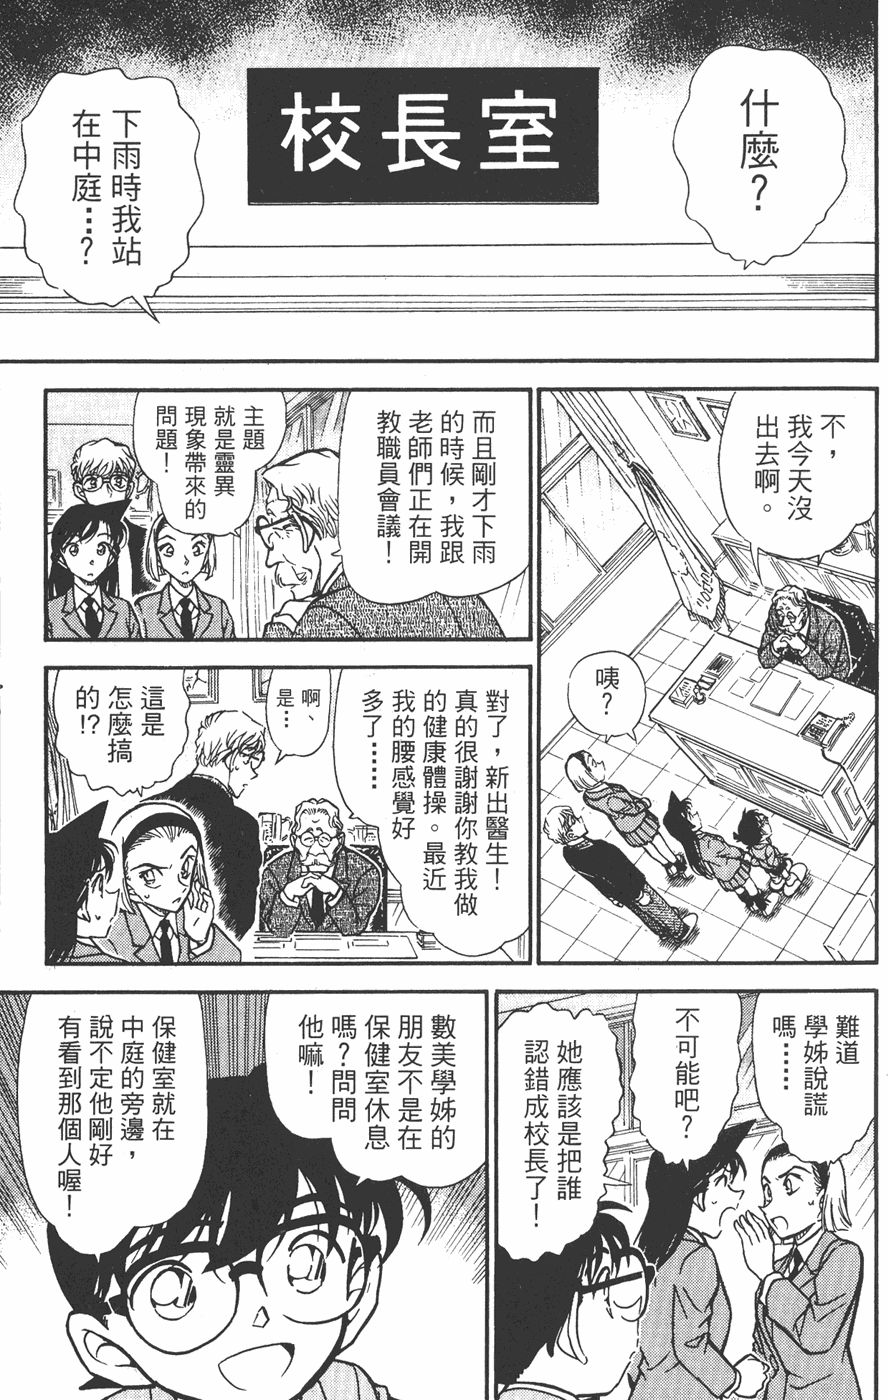 什麼?
校長室
下雨時我站
在中庭…?
不,
我今天沒
出去啊。
咦?
而且剛才下雨
的時候,我跟
老師們正在開
教職員會議!
主題
就是靈異
現象帶來的
問題!
對了,新出醫生!
真的很謝謝你教我做
的健康體操。最近
我的腰感覺好
多了……
啊、
是…
這是
怎麼搞
的!?
難道
學姊說謊
嗎……
不可能吧?
她應該是把誰
認錯成校長了!
數美學姊的
朋友不是在
保健室休息
嗎?問問
他嘛!
保健室就在
中庭的旁邊,
說不定他剛好
有看到那個人喔!